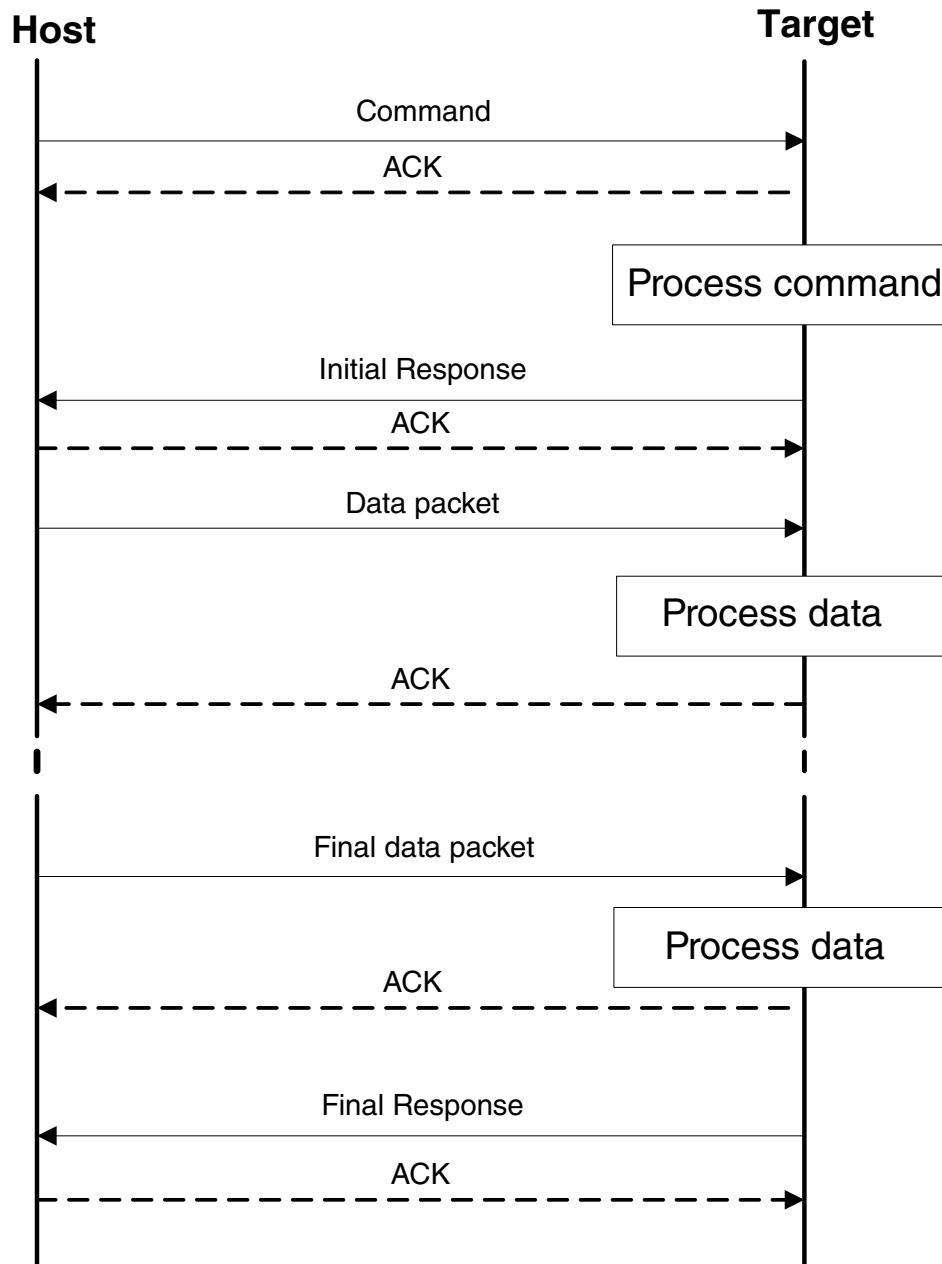 Host
Target
Command
ACK
Process command
Initial Response
ACK
Data packet
Process data
ACK
Final data packet
Process data
ACK
Final Response
ACK